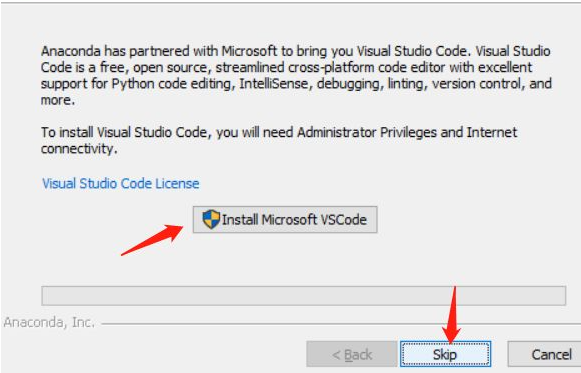 Anaconda has partnered with Microsoft to bring you Visual Studio Code. Visual Studio
Code is a free, open source, streamlined cross-platform code editor with excellent
support for Python code editing, IntelliSense, debugging, linting, version control, and
more.
To install Visual Studio Code, you will need Administrator Privileges and Internet
connectivity.
Visual Studio Code License
Install Microsoft VSCode
Anaconda, Inc.
< Back
Skip
Cancel